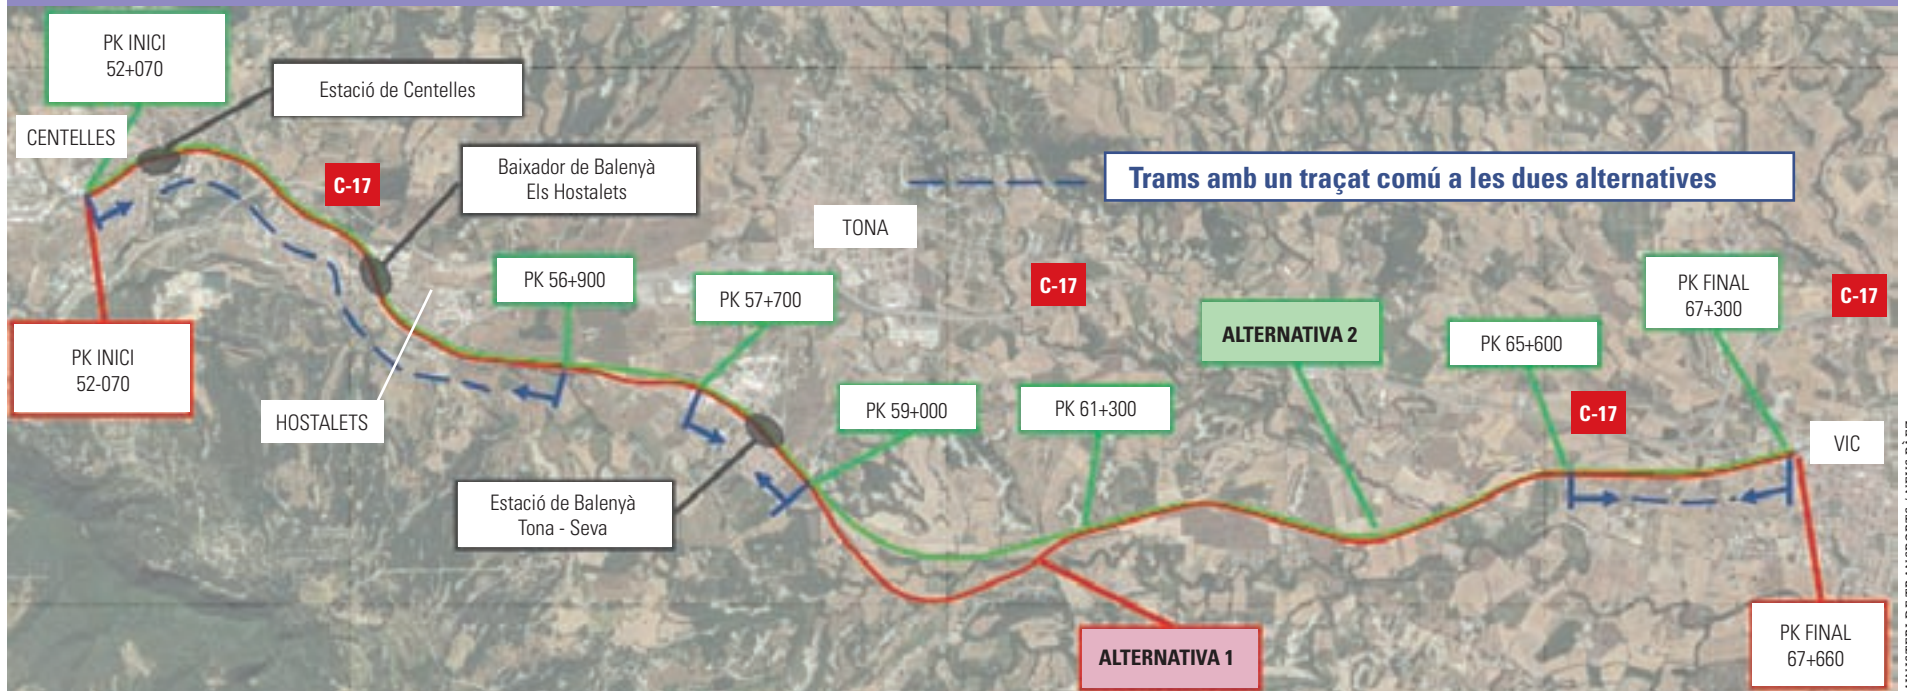 PK INICI
52+070
Estació de Centelles
CENTELLES
Baixador de Balenyà
Els Hostalets
C-17
Trams amb un traçat comú a les dues alternatives
TONA
PK 56+900
PK 57+700
C-17
PK FINAL
67+300
C-17
ALTERNATIVA 2
PK 65+600
PK INICI
52-070
HOSTALETS
PK 59+000
PK 61+300
C-17
VIC
Estació de Balenyà
Tona - Seva
ALTERNATIVA 1
PK FINAL
67+660